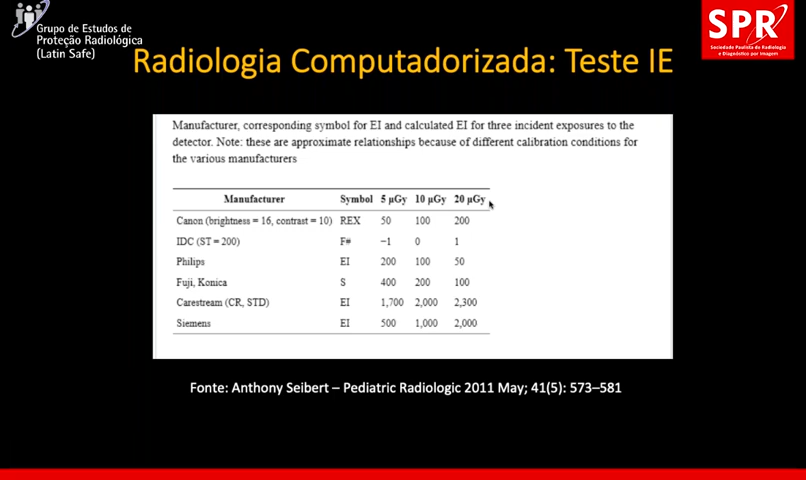 Grupo de Estudos de
Proteção Radiológica
(Latin Safe)
SPR
Sociedade Paulista de Radiologia
e Diagnóstico por Imagem
Radiologia Computadorizada: Teste IE
Manufacturer, corresponding symbol for EI and calculated EI for three incident exposures to the
detector. Note: these are approximate relationships because of different calibration conditions for
the various manufacturers
Manufacturer Symbol 5 µGy 10 µGy 20 µGy
Canon (brightness = 16, contrast = 10) REX 50 100 200
IDC (ST = 200) F# −1 0 1
Philips EI 200 100 50
Fuji, Konica S 400 200 100
Carestream (CR, STD) EI 1,700 2,000 2,300
Siemens EI 500 1,000 2,000
Fonte: Anthony Seibert – Pediatric Radiologic 2011 May; 41(5): 573–581